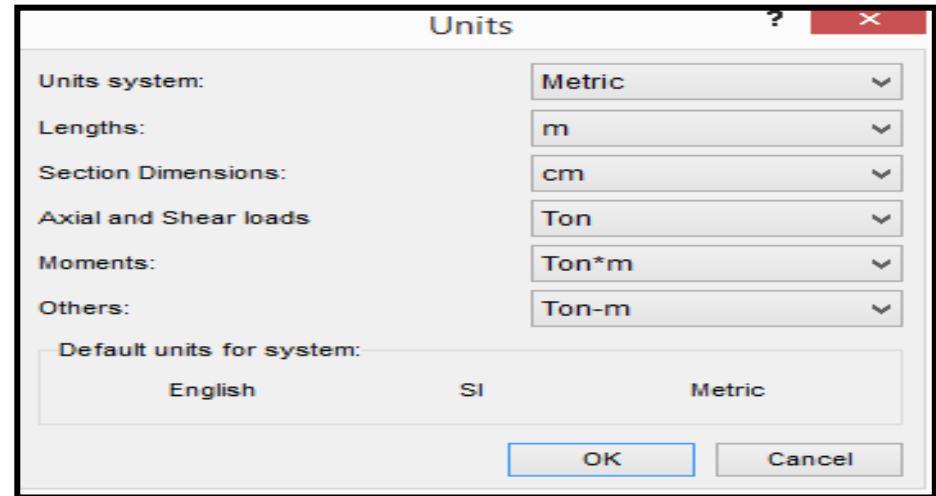 Units ? ×
Units system: Metric
Lengths: m
Section Dimensions: cm
Axial and Shear loads Ton
Moments: Ton*m
Others: Ton-m
Default units for system:
English SI Metric
OK Cancel